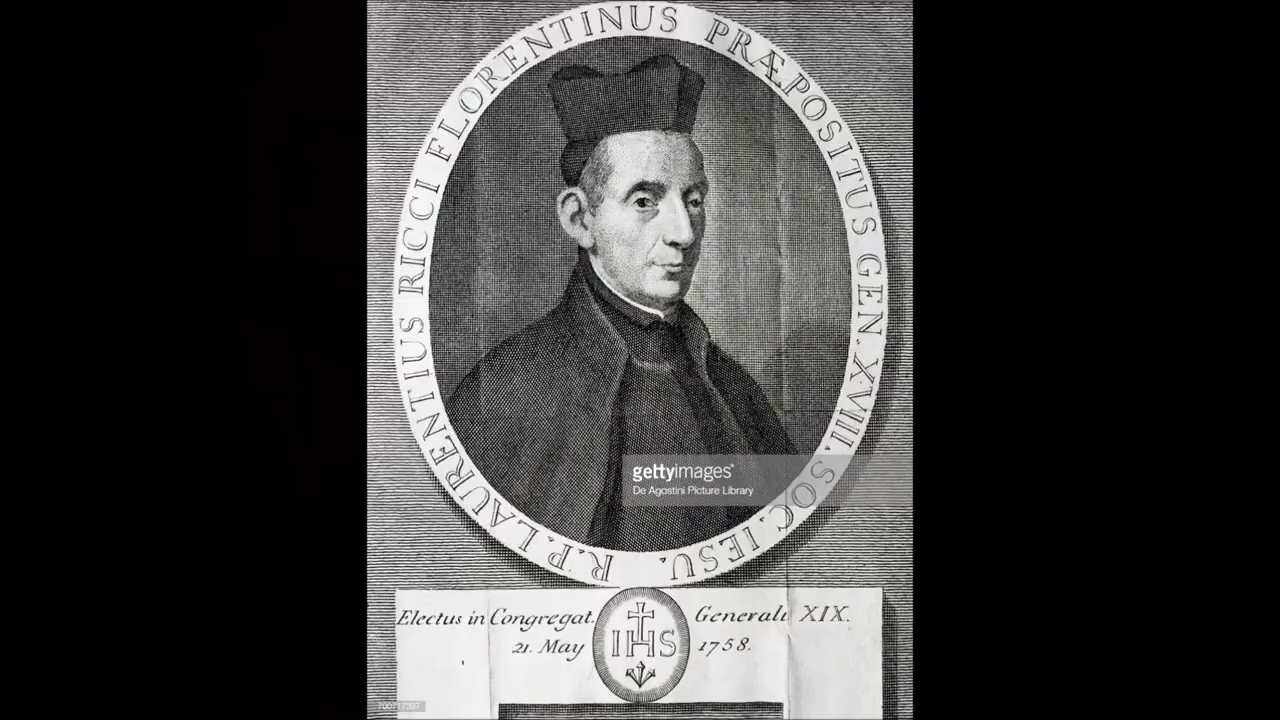 R.P. LAURENTIUS RICCI FLORENTINUS PRÆPOSITUS GEN. XVIII. SOC. IESU.
gettyimages®
De Agostini Picture Library
Electus in Congregat. Generali XIX.
21. May 1758.
IHS